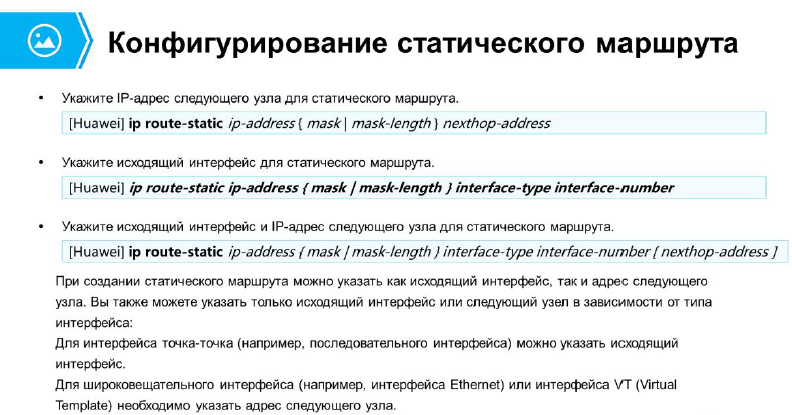 Конфигурирование статического маршрута
• Укажите IP-адрес следующего узла для статического маршрута.
[Huawei] ip route-static ip-address { mask | mask-length } nexthop-address
• Укажите исходящий интерфейс для статического маршрута.
[Huawei] ip route-static ip-address { mask | mask-length } interface-type interface-number
• Укажите исходящий интерфейс и IP-адрес следующего узла для статического маршрута.
[Huawei] ip route-static ip-address { mask | mask-length } interface-type interface-number [ nexthop-address ]
При создании статического маршрута можно указать как исходящий интерфейс, так и адрес следующего
узла. Вы также можете указать только исходящий интерфейс или следующий узел в зависимости от типа
интерфейса:
Для интерфейса точка-точка (например, последовательного интерфейса) можно указать исходящий
интерфейс.
Для широковещательного интерфейса (например, интерфейса Ethernet) или интерфейса VT (Virtual
Template) необходимо указать адрес следующего узла.